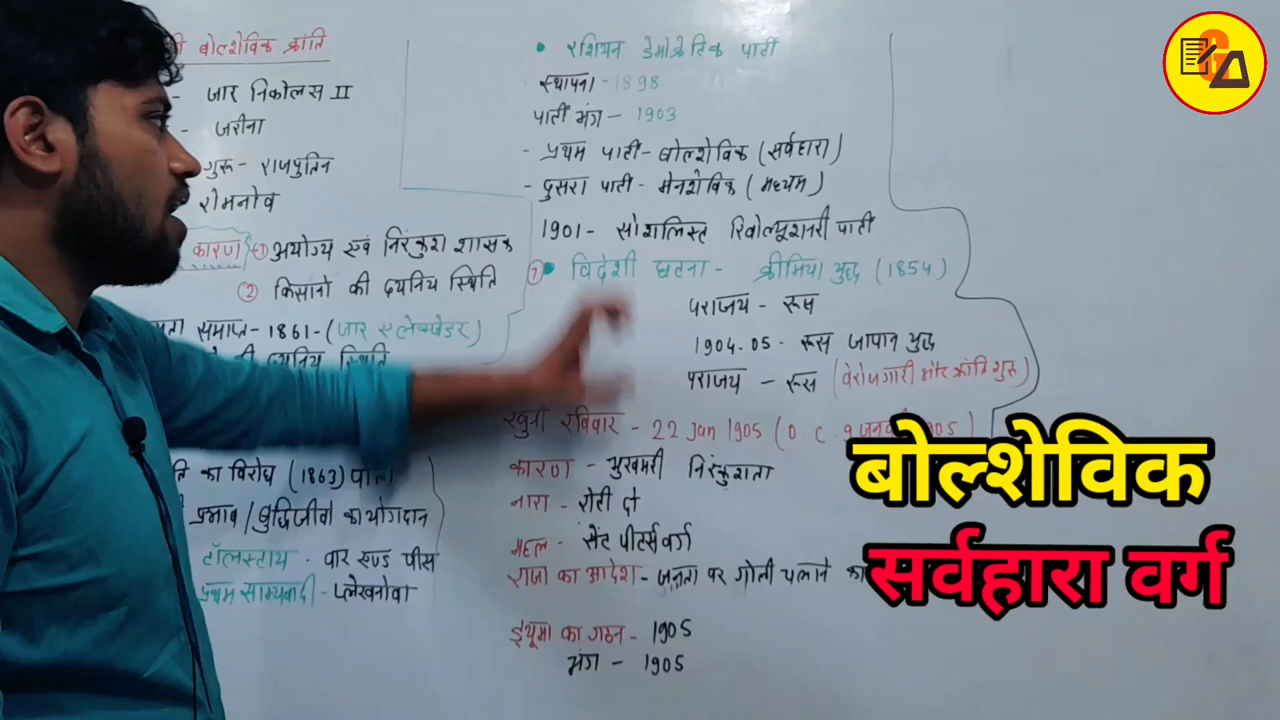 बोल्शेविक क्रांति
- जार निकोलस II
- जरीना
गुरु - राजपुतिन
रोमनोव
कारण ① अयोग्य एवं निरंकुश शासक
② किसानो की दयनिय स्थिति
समाप्त - 1861 - (जार एलेक्जेंडर)
स्थिति
का विरोध (1863)
प्रभाव / बुद्धिजीवी का योगदान
टॉलस्टाय - वार एण्ड पीस
प्रथम साम्यवादी - प्लेखनोवा
• रशियन डेमोक्रेटिक पार्टी
स्थापना - 1898
पार्टी भंग - 1903
- प्रथम पार्टी - बोल्शेविक (सर्वहारा)
- दुसरा पार्टी - मेनशेविक (मध्यम)
1901 - सोशलिस्ट रिवोल्यूशनरी पार्टी
⑦ विदेशी घटना - क्रीमिया युद्ध (1854)
पराजय - रूस
1904-05 - रूस जापान युद्ध
पराजय - रूस (बेरोजगारी और क्रांति शुरू)
खुनी रविवार - 22 Jan 1905 (O.C. 9
कारण - भुखमरी निरंकुशता
नारा - रोटी दो
महल - सेंट पीटर्सवर्ग
राजा का आदेश - जनता पर गोली चलाने का
ड्यूमा का गठन - 1905
भंग - 1905
बोल्शेविक
सर्वहारा वर्ग